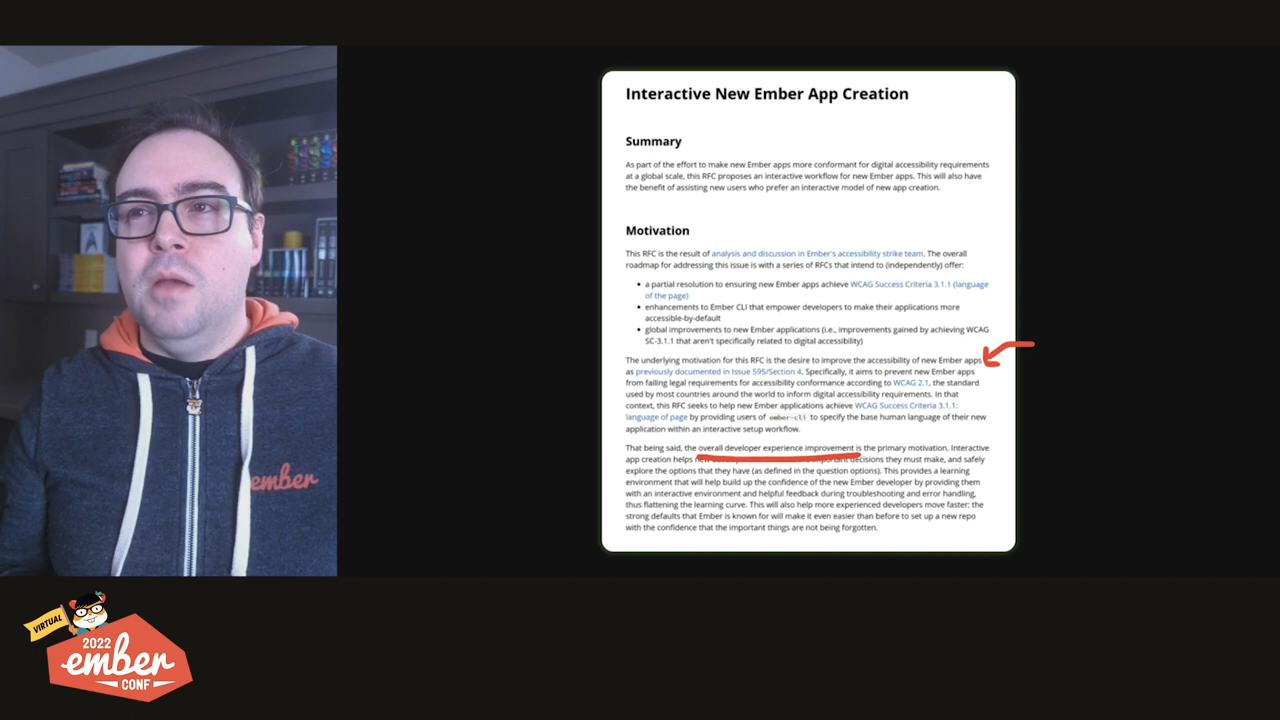 Interactive New Ember App Creation
Summary
As part of the effort to make new Ember apps more conformant for digital accessibility requirements
at a global scale, this RFC proposes an interactive workflow for new Ember apps. This will also have
the benefit of assisting new users who prefer an interactive model of new app creation.
Motivation
This RFC is the result of analysis and discussion in Ember's accessibility strike team. The overall
roadmap for addressing this issue is with a series of RFCs that intend to (independently) offer:
• a partial resolution to ensuring new Ember apps achieve WCAG Success Criteria 3.1.1 (language
of the page)
• enhancements to Ember CLI that empower developers to make their applications more
accessible-by-default
• global improvements to new Ember applications (i.e., improvements gained by achieving WCAG
SC-3.1.1 that aren't specifically related to digital accessibility)
The underlying motivation for this RFC is the desire to improve the accessibility of new Ember apps
as previously documented in Issue 595/Section 4. Specifically, it aims to prevent new Ember apps
from failing legal requirements for accessibility conformance according to WCAG 2.1, the standard
used by most countries around the world to inform digital accessibility requirements. In that
context, this RFC seeks to help new Ember applications achieve WCAG Success Criteria 3.1.1:
language of page by providing users of ember-cli to specify the base human language of their new
application within an interactive setup workflow.
That being said, the overall developer experience improvement is the primary motivation. Interactive
app creation helps decisions they must make, and safely
explore the options that they have (as defined in the question options). This provides a learning
environment that will help build up the confidence of the new Ember developer by providing them
with an interactive environment and helpful feedback during troubleshooting and error handling,
thus flattening the learning curve. This will also help more experienced developers move faster; the
strong defaults that Ember is known for will make it even easier than before to set up a new repo
with the confidence that the important things are not being forgotten.
ember
VIRTUAL
2022
ember
CONF